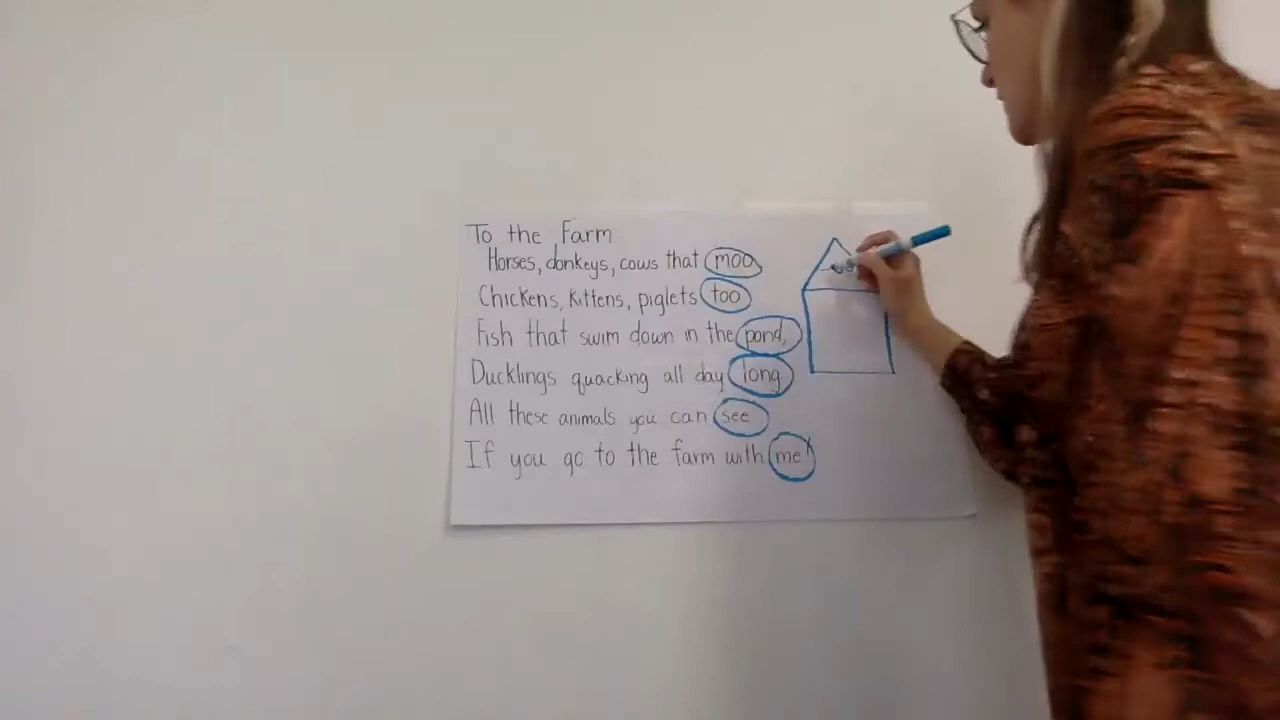 To the Farm
Horses, donkeys, cows that moo
Chickens, kittens, piglets too
Fish that swim down in the pond,
Ducklings quacking all day long
All these animals you can see
If you go to the farm with me!